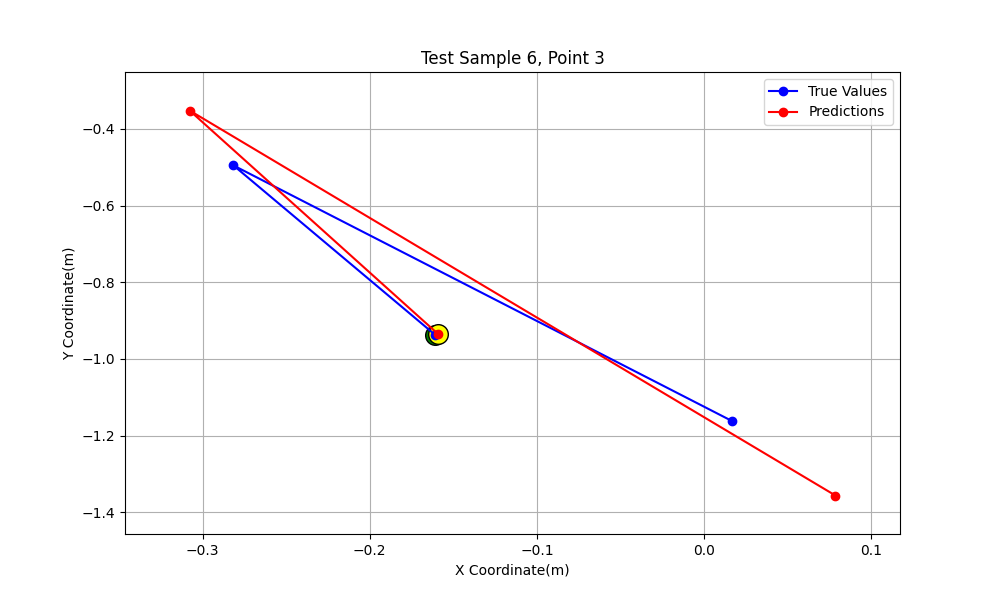 Test Sample 6, Point 3
True Values
Predictions
−0.4
−0.6
−0.8
−1.0
−1.2
−1.4
Y Coordinate(m)
−0.3
−0.2
−0.1
0.0
0.1
X Coordinate(m)